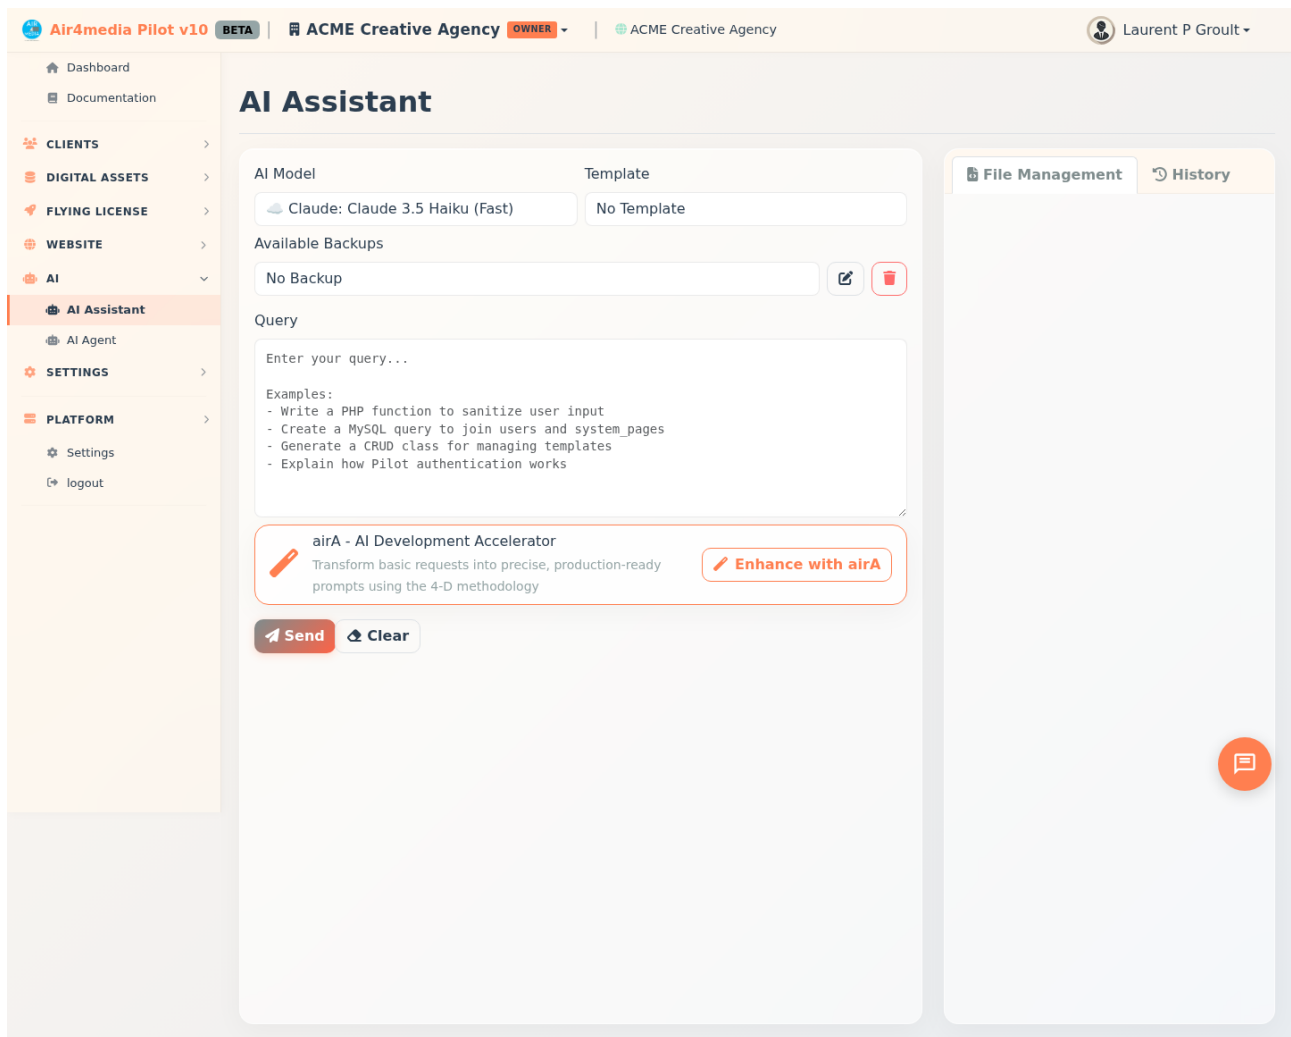 Air4media Pilot v10 BETA
ACME Creative Agency OWNER
ACME Creative Agency
Laurent P Groult
Dashboard
Documentation
CLIENTS
DIGITAL ASSETS
FLYING LICENSE
WEBSITE
AI
AI Assistant
AI Agent
SETTINGS
PLATFORM
Settings
logout
AI Assistant
AI Model
Template
Claude: Claude 3.5 Haiku (Fast)
No Template
Available Backups
No Backup
Query
Enter your query...
Examples:
- Write a PHP function to sanitize user input
- Create a MySQL query to join users and system_pages
- Generate a CRUD class for managing templates
- Explain how Pilot authentication works
airA - AI Development Accelerator
Transform basic requests into precise, production-ready
prompts using the 4-D methodology
Enhance with airA
Send
Clear
File Management
History